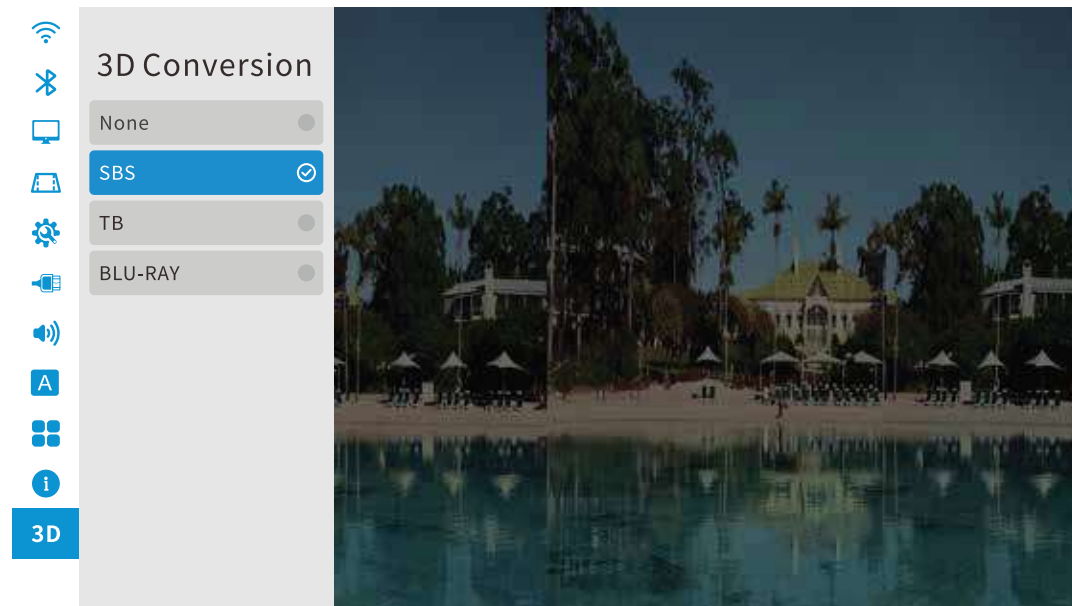 3D Conversion
None
SBS
TB
BLU-RAY
A
i
3D